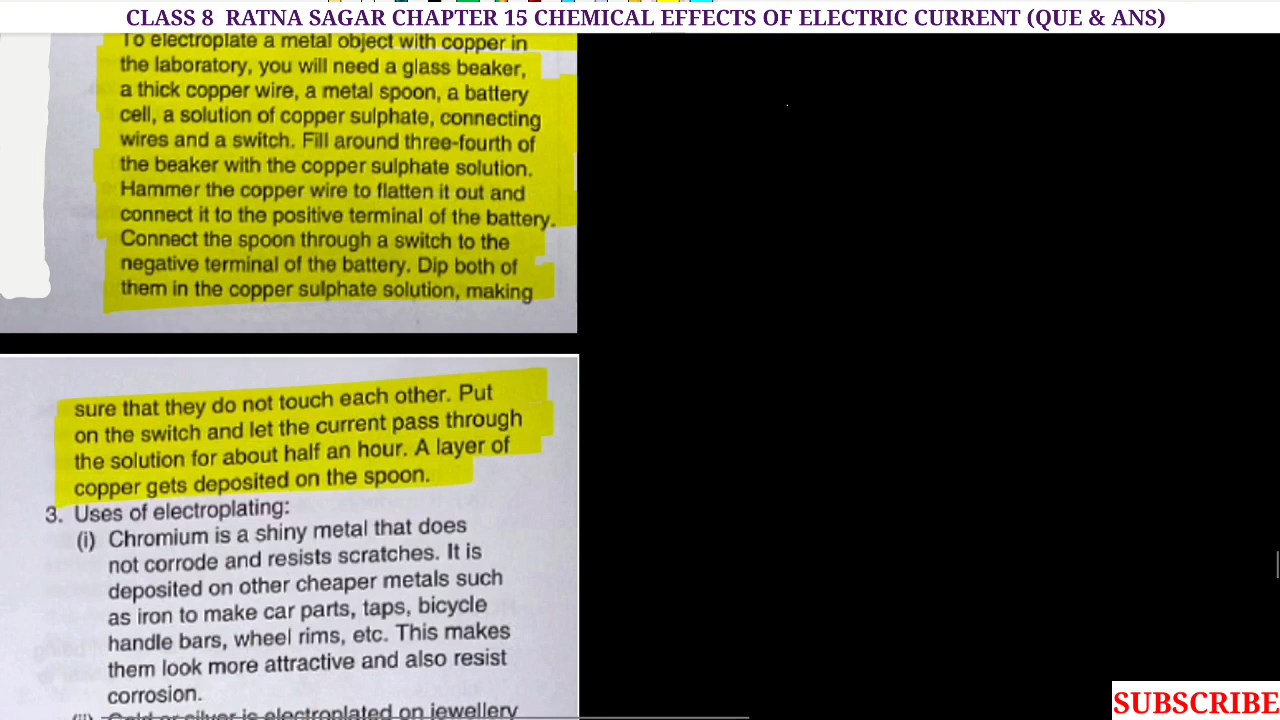 CLASS 8 RATNA SAGAR CHAPTER 15 CHEMICAL EFFECTS OF ELECTRIC CURRENT (QUE & ANS)
To electroplate a metal object with copper in
the laboratory, you will need a glass beaker,
a thick copper wire, a metal spoon, a battery
cell, a solution of copper sulphate, connecting
wires and a switch. Fill around three-fourth of
the beaker with the copper sulphate solution.
Hammer the copper wire to flatten it out and
connect it to the positive terminal of the battery.
Connect the spoon through a switch to the
negative terminal of the battery. Dip both of
them in the copper sulphate solution, making
sure that they do not touch each other. Put
on the switch and let the current pass through
the solution for about half an hour. A layer of
copper gets deposited on the spoon.
3. Uses of electroplating:
(i) Chromium is a shiny metal that does
not corrode and resists scratches. It is
deposited on other cheaper metals such
as iron to make car parts, taps, bicycle
handle bars, wheel rims, etc. This makes
them look more attractive and also resist
corrosion.
(ii) Gold or silver is electroplated on jewellery
SUBSCRIBE